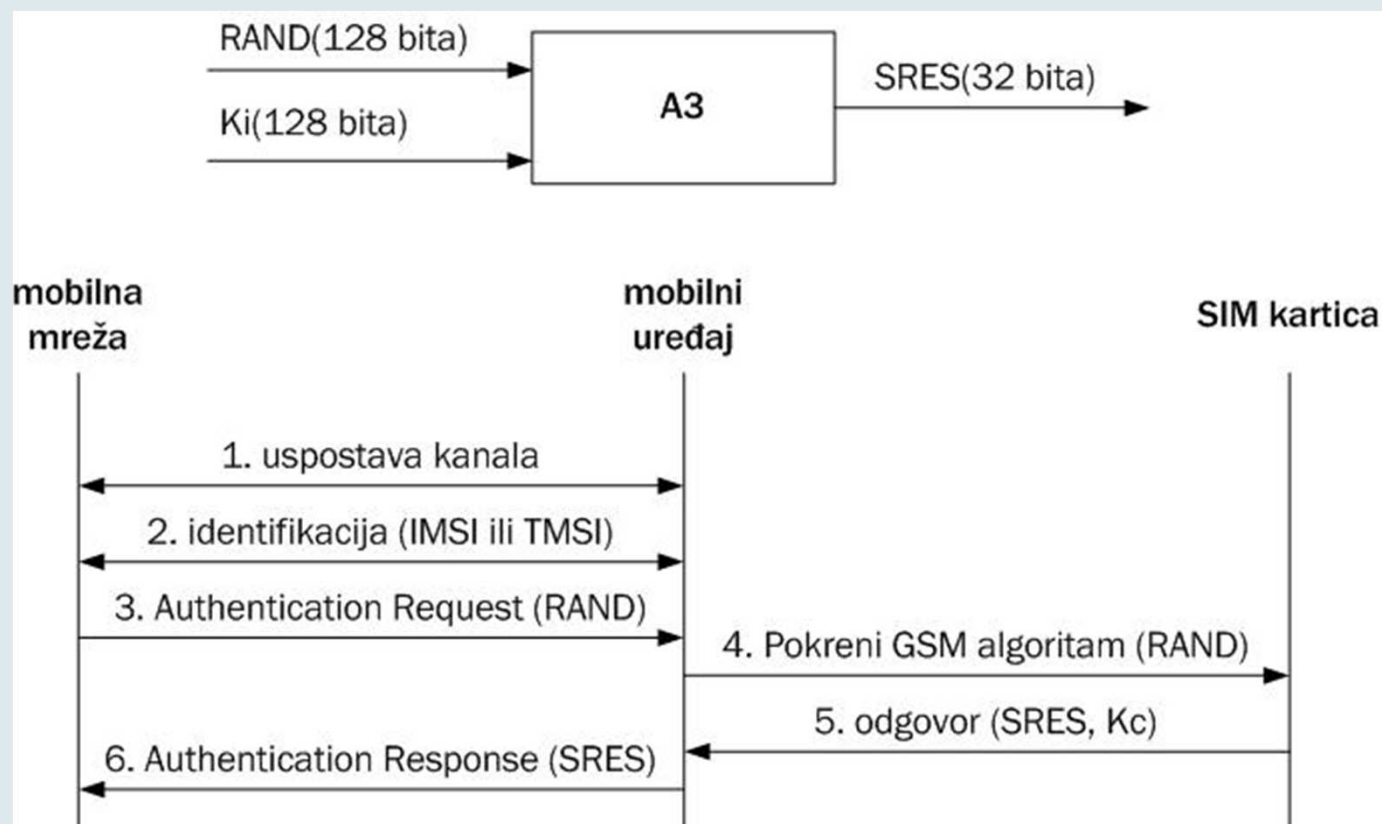 RAND(128 bita)
Ki(128 bita)
A3
SRES(32 bita)
mobilna
mreža
mobilni
uređaj
SIM kartica
1. uspostava kanala
2. identifikacija (IMSI ili TMSI)
3. Authentication Request (RAND)
4. Pokreni GSM algoritam (RAND)
5. odgovor (SRES, Kc)
6. Authentication Response (SRES)